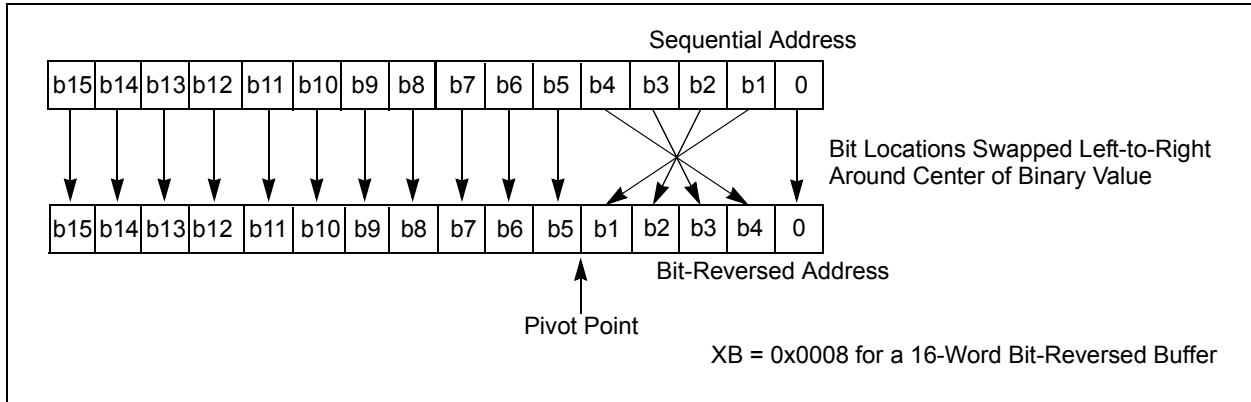 Sequential Address
b15 b14 b13 b12 b11 b10 b9 b8 b7 b6 b5 b4 b3 b2 b1 0
Bit Locations Swapped Left-to-Right
Around Center of Binary Value
b15 b14 b13 b12 b11 b10 b9 b8 b7 b6 b5 b1 b2 b3 b4 0
Bit-Reversed Address
Pivot Point
XB = 0x0008 for a 16-Word Bit-Reversed Buffer